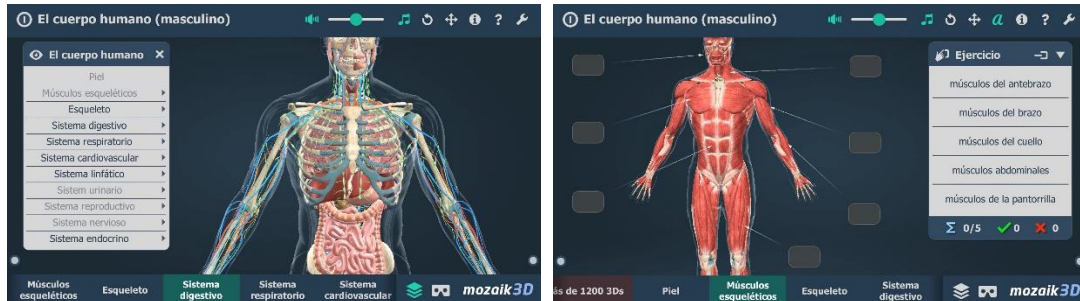 El cuerpo humano (masculino)
El cuerpo humano
Piel
Músculos esqueléticos
Esqueleto
Sistema digestivo
Sistema respiratorio
Sistema cardiovascular
Sistema linfático
Sistem urinario
Sistema reproductivo
Sistema nervioso
Sistema endocrino
Músculos esqueléticos
Esqueleto
Sistema digestivo
Sistema respiratorio
Sistema cardiovascular
mozaik3D
El cuerpo humano (masculino)
Ejercicio
músculos del antebrazo
músculos del brazo
músculos del cuello
músculos abdominales
músculos de la pantorrilla
Σ 0/5 ✓0 ✗ 0
ás de 1200 3Ds
Piel
Músculos esqueléticos
Esqueleto
Sistema digestivo
mozaik3D